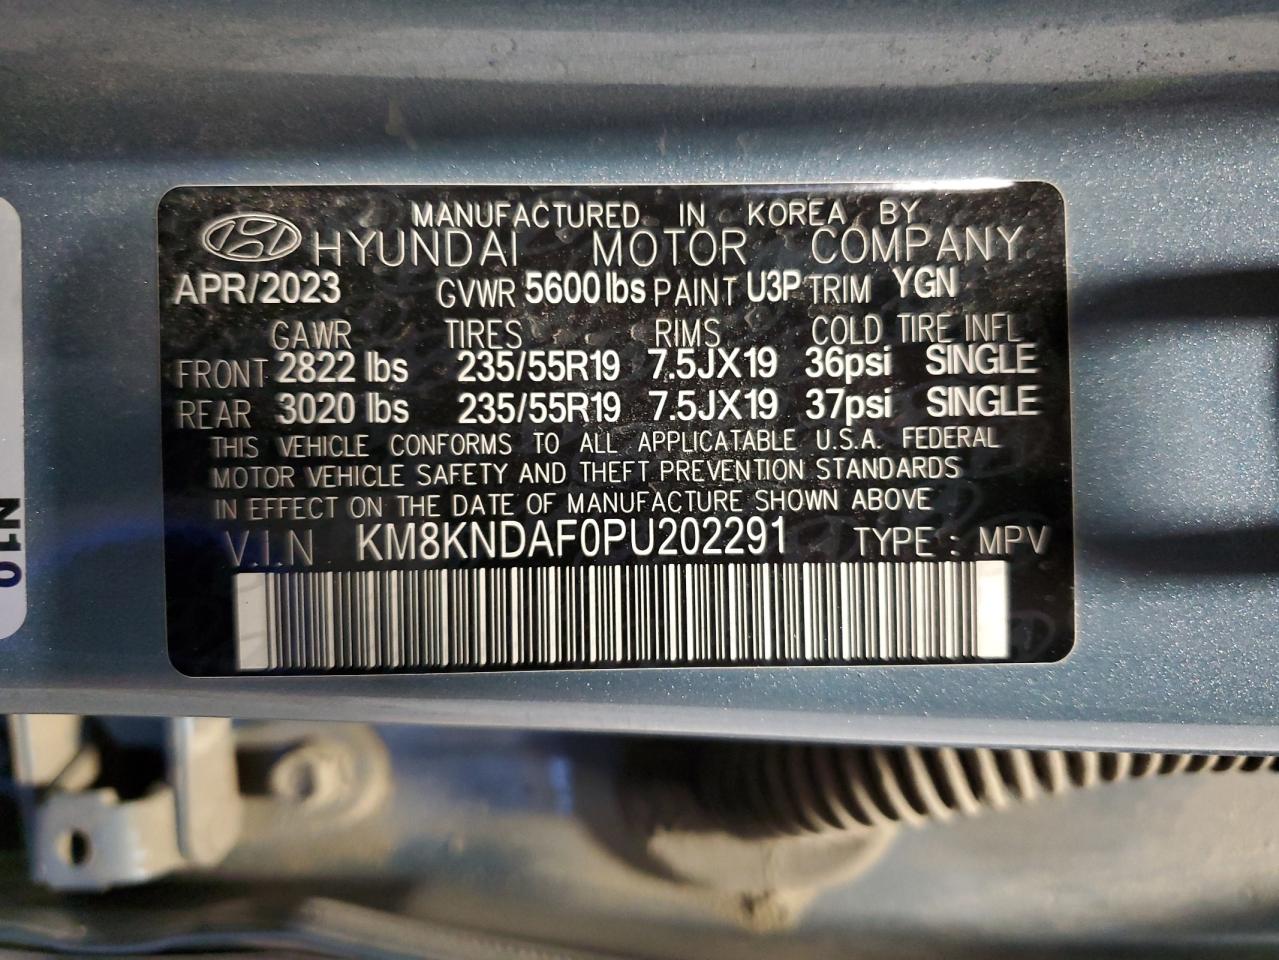 MANUFACTURED IN KOREA BY
HYUNDAI MOTOR COMPANY
APR/2023 GVWR 5600 lbs PAINT U3P TRIM YGN
GAWR TIRES RIMS COLD TIRE INFL
FRONT 2822 lbs 235/55R19 7.5JX19 36psi SINGLE
REAR 3020 lbs 235/55R19 7.5JX19 37psi SINGLE
THIS VEHICLE CONFORMS TO ALL APPLICATABLE U.S.A. FEDERAL
MOTOR VEHICLE SAFETY AND THEFT PREVENTION STANDARDS
IN EFFECT ON THE DATE OF MANUFACTURE SHOWN ABOVE
V.I.N KM8KNDAF0PU202291 TYPE : MPV